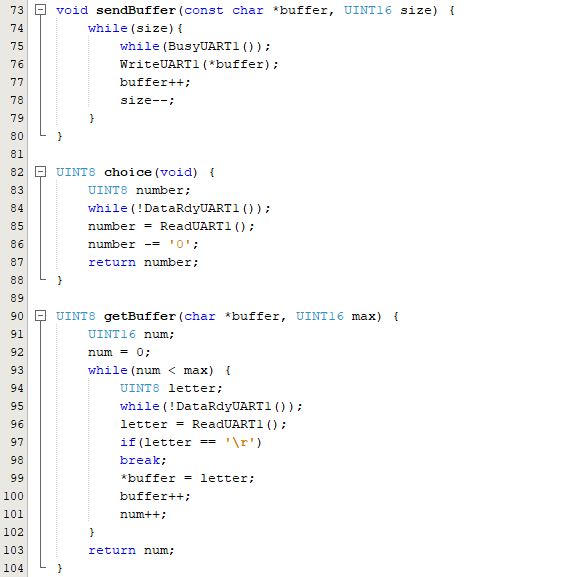 73 void sendBuffer(const char *buffer, UINT16 size) {
74     while(size){
75         while(BusyUART1());
76         WriteUART1(*buffer);
77         buffer++;
78         size--;
79     }
80 }
81
82 UINT8 choice(void) {
83     UINT8 number;
84     while(!DataRdyUART1());
85     number = ReadUART1();
86     number -= '0';
87     return number;
88 }
89
90 UINT8 getBuffer(char *buffer, UINT16 max) {
91     UINT16 num;
92     num = 0;
93     while(num < max) {
94         UINT8 letter;
95         while(!DataRdyUART1());
96         letter = ReadUART1();
97         if(letter == '\r')
98         break;
99         *buffer = letter;
100         buffer++;
101         num++;
102     }
103     return num;
104 }